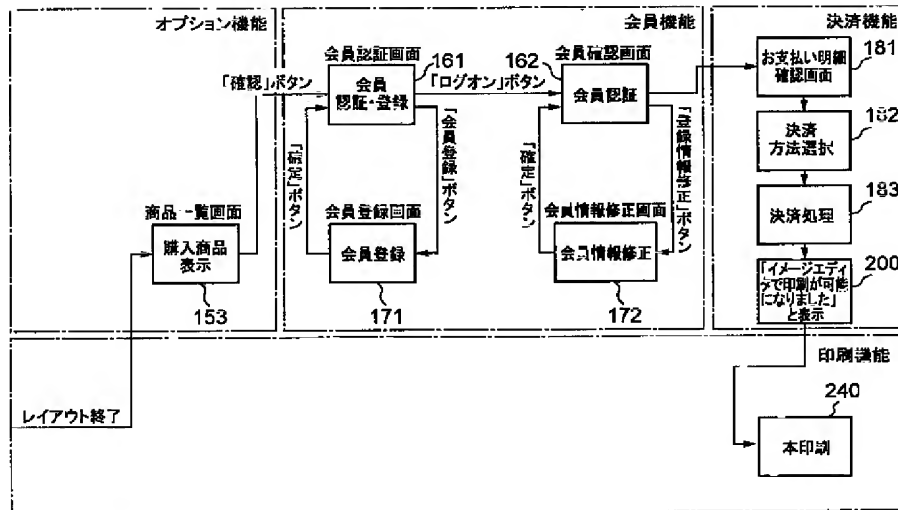 オプション機能
商品一覧画面
購入商品
表示
153
「確認」ボタン
会員機能
会員認証画面
161
会員
認証・登録
「ログオン」ボタン
162
会員確認画面
会員認証
「確定」ボタン
「会員登録」ボタン
「確定」ボタン
「登録情報修正」ボタン
会員登録画面
会員登録
171
会員情報修正画面
会員情報修正
172
決済機能
お支払い明細
確認画面
181
決済
方法選択
182
決済処理
183
「イメージエディ
タで印刷が可能
になりました」
と表示
200
印刷機能
レイアウト終了
240
本印刷